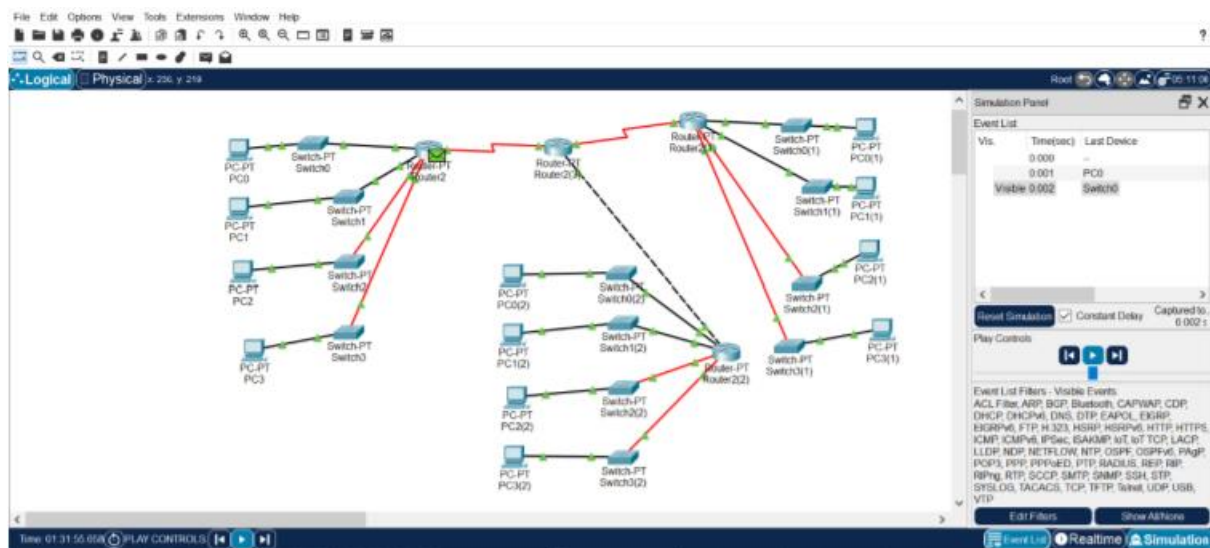 File Edit Options View Tools Extensions Window Help
?
Logical Physical x: 256, y: 219
Root 05:11:06
PC-PT
PC0
Switch-PT
Switch0
Router-PT
Router2
Router-PT
Router-PT
Switch-PT
Switch0(1)
PC-PT
PC0(1)
PC-PT
PC1
Switch-PT
Switch1
Switch-PT
Switch1(1)
PC-PT
PC1(1)
PC-PT
PC2
Switch-PT
Switch2
PC-PT
PC2(1)
Switch-PT
Switch2(1)
PC-PT
PC3
Switch-PT
Switch3
PC-PT
PC3(1)
Switch-PT
Switch3(1)
PC-PT
PC0(2)
Switch-PT
Switch0(2)
PC-PT
PC1(2)
Switch-PT
Switch1(2)
Router-PT
Router2(2)
PC-PT
PC2(2)
Switch-PT
Switch2(2)
PC-PT
PC3(2)
Switch-PT
Switch3(2)
Simulation Panel
Event List
Vis. Time(sec) Last Device
0.000 --
0.001 PC0
Visible 0.002 Switch0
Reset Simulation Constant Delay Captured to:
0.002 s
Play Controls
Event List Filters - Visible Events
ACL Filter, ARP, BGP, Bluetooth, CAPWAP, CDP,
DHCP, DHCPv6, DNS, DTP, EAPOL, EIGRP,
EIGRPv6, FTP, H.323, HSRP, HSRPv6, HTTP, HTTPS,
ICMP, ICMPv6, IPSec, ISAKMP, IoT, IoT TCP, LACP,
LLDP, NDP, NETFLOW, NTP, OSPF, OSPFv6, PAgP,
POP3, PPP, PPPoED, PTP, RADIUS, REP, RIP,
RIPng, RTP, SCCP, SMTP, SNMP, SSH, STP,
SYSLOG, TACACS, TCP, TFTP, Telnet, UDP, USB,
VTP
Edit Filters Show All/None
Time: 01:31:55.658 PLAY CONTROLS:
Event List Realtime Simulation